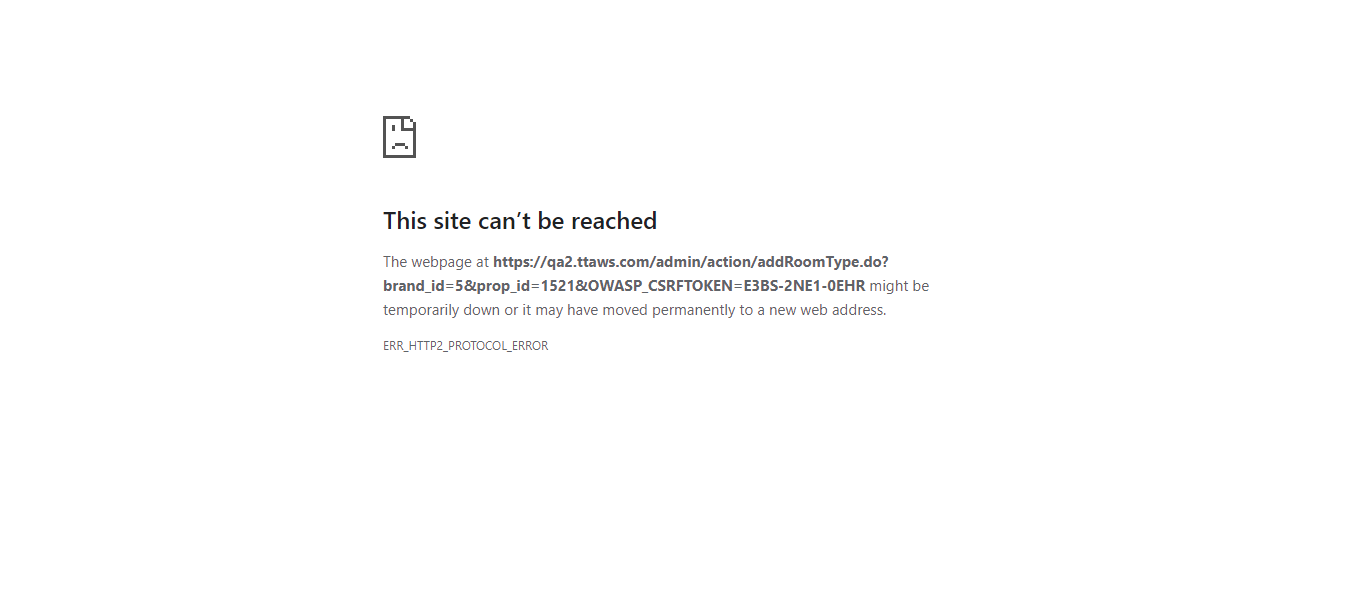 This site can’t be reached
The webpage at https://qa2.ttaws.com/admin/action/addRoomType.do?
brand_id=5&prop_id=1521&OWASP_CSRFTOKEN=E3BS-2NE1-0EHR might be
temporarily down or it may have moved permanently to a new web address.
ERR_HTTP2_PROTOCOL_ERROR